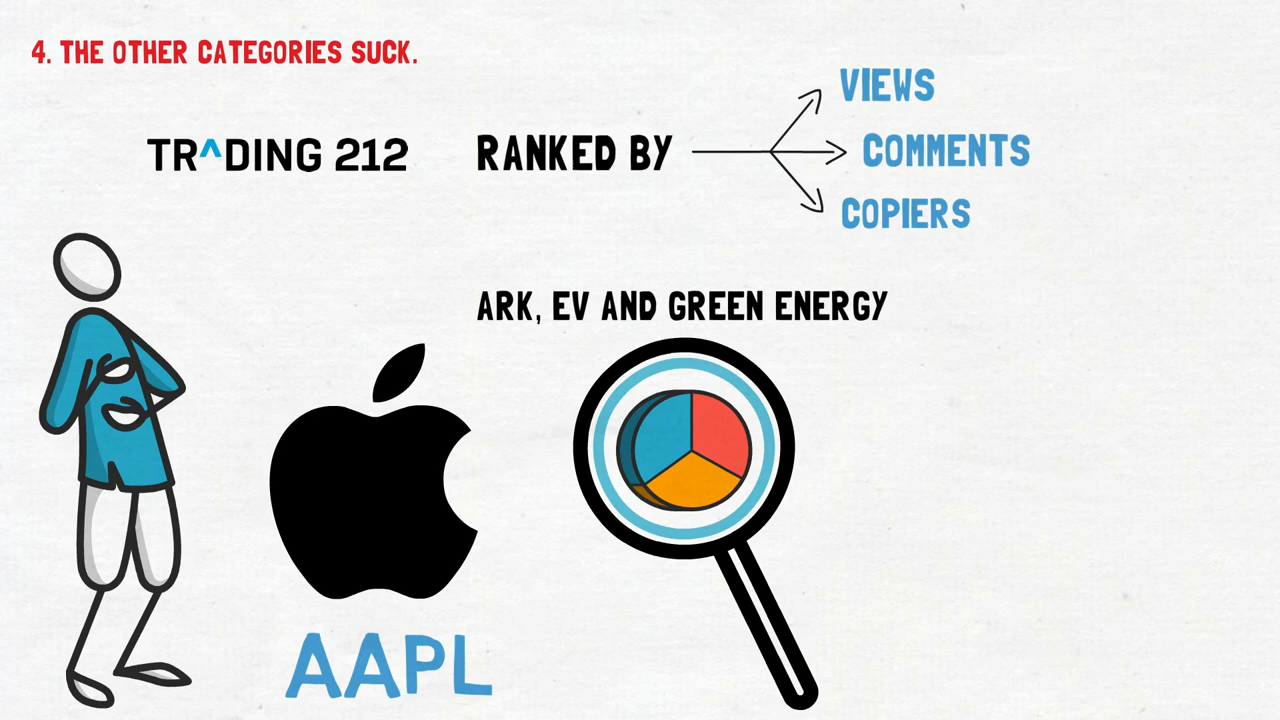 4. THE OTHER CATEGORIES SUCK.
VIEWS
TR^DING 212
RANKED BY
COMMENTS
COPIERS
ARK, EV AND GREEN ENERGY
AAPL